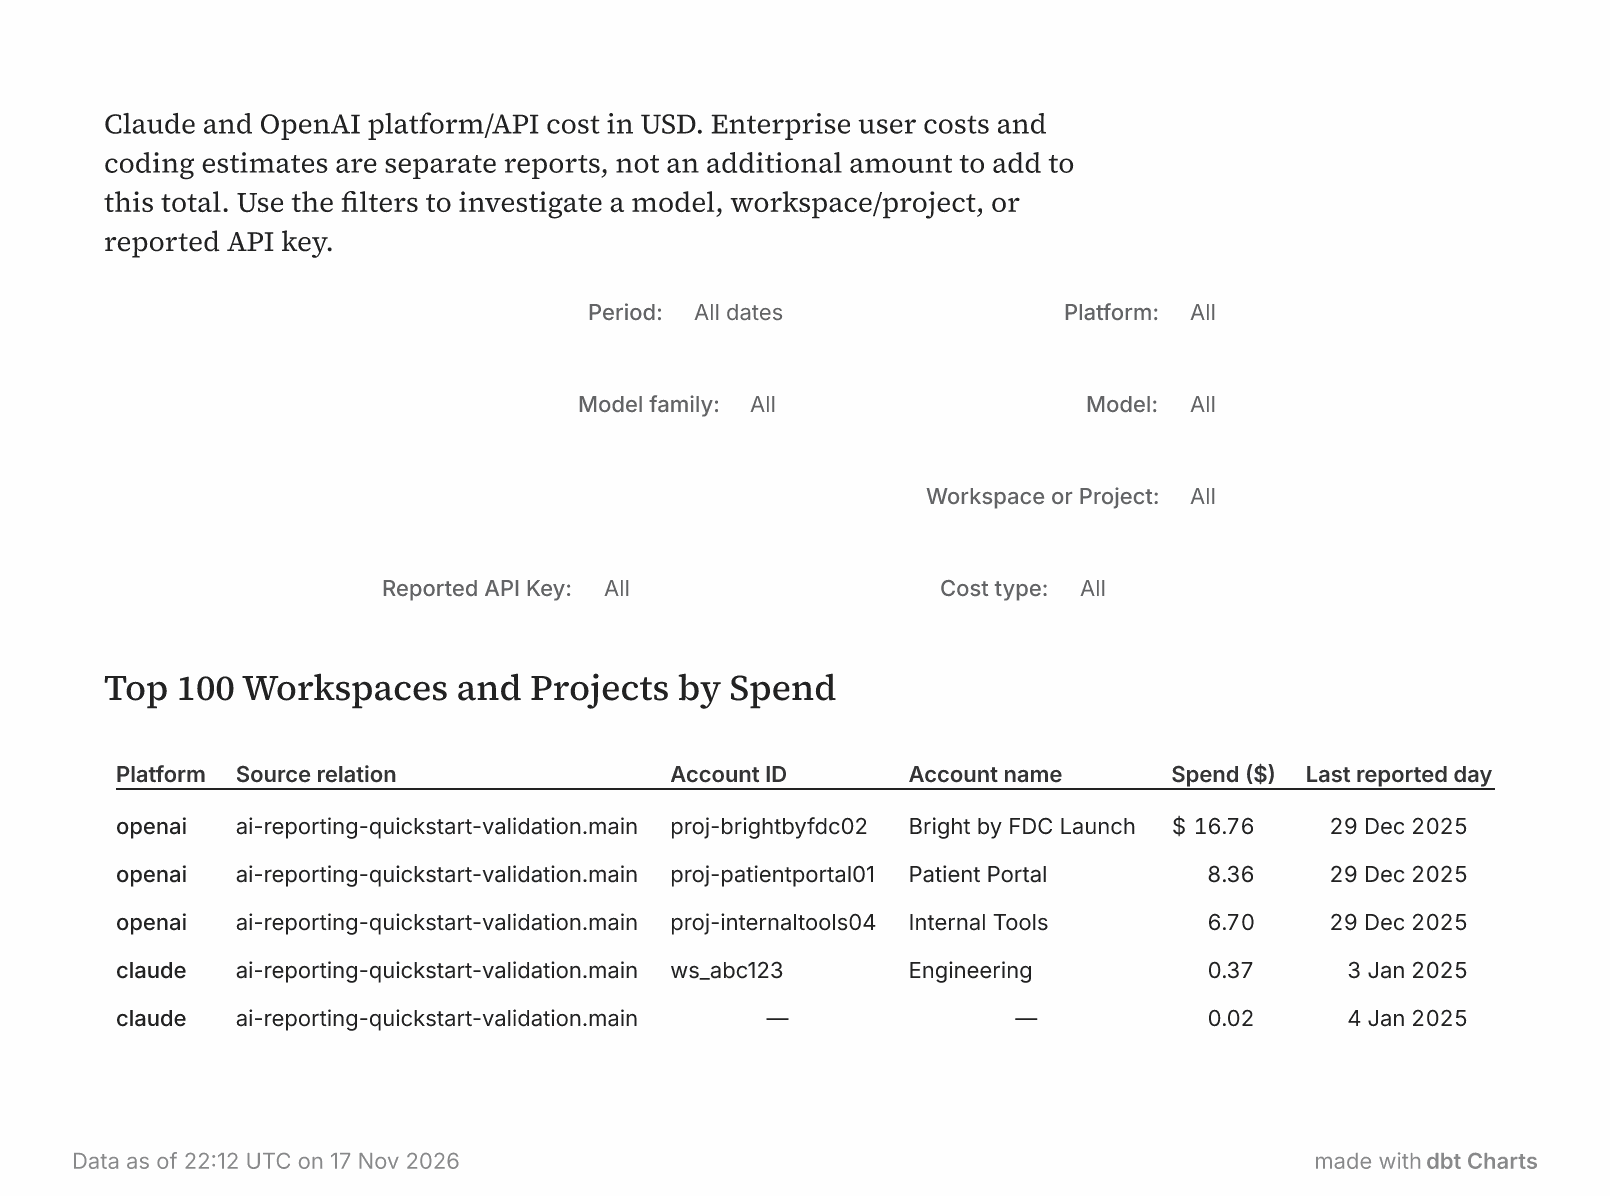 Claude and OpenAI platform/API cost in USD. Enterprise user costs and
coding estimates are separate reports, not an additional amount to add to
this total. Use the filters to investigate a model, workspace/project, or
reported API key.
Period: All dates Platform: All
Model family: All Model: All
Workspace or Project: All
Reported API Key: All Cost type: All
Top 100 Workspaces and Projects by Spend
Platform Source relation Account ID Account name Spend ($) Last reported day
openai ai-reporting-quickstart-validation.main proj-brightbyfdc02 Bright by FDC Launch $ 16.76 29 Dec 2025
openai ai-reporting-quickstart-validation.main proj-patientportal01 Patient Portal 8.36 29 Dec 2025
openai ai-reporting-quickstart-validation.main proj-internaltools04 Internal Tools 6.70 29 Dec 2025
claude ai-reporting-quickstart-validation.main ws_abc123 Engineering 0.37 3 Jan 2025
claude ai-reporting-quickstart-validation.main — — 0.02 4 Jan 2025
Data as of 22:12 UTC on 17 Nov 2026 made with dbt Charts